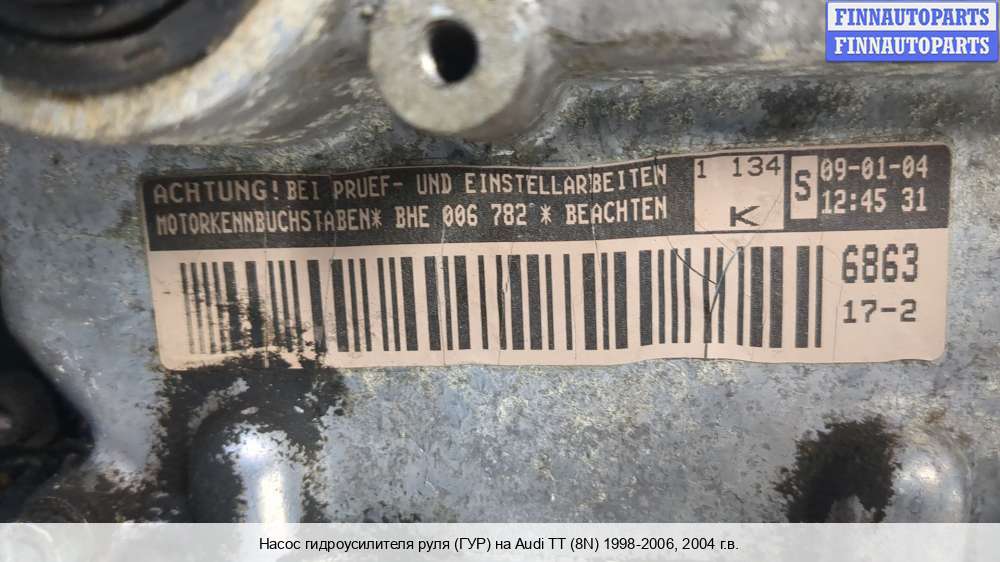 FINNAUTOPARTS
FINNAUTOPARTS
ACHTUNG! BEI PRUEF- UND EINSTELLARBEITEN
MOTORKENNBUCHSTABEN* BHE 006 782 * BEACHTEN
1 134
K
S
09-01-04
12:45 31
6863
17-2
Насос гидроусилителя руля (ГУР) на Audi TT (8N) 1998-2006, 2004 г.в.